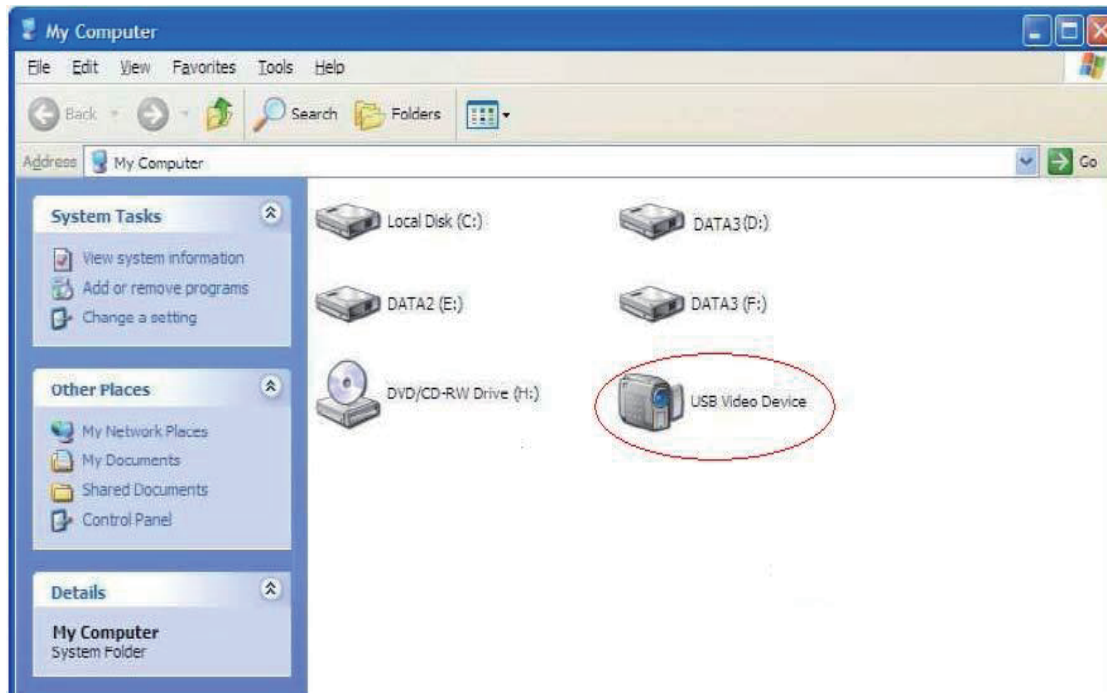 My Computer
File Edit View Favorites Tools Help
Back Search Folders
Address My Computer Go
System Tasks
View system information
Add or remove programs
Change a setting
Other Places
My Network Places
My Documents
Shared Documents
Control Panel
Details
My Computer
System Folder
Local Disk (C:) DATA3(D:)
DATA2 (E:) DATA3 (F:)
DVD/CD-RW Drive (H:) USB Video Device